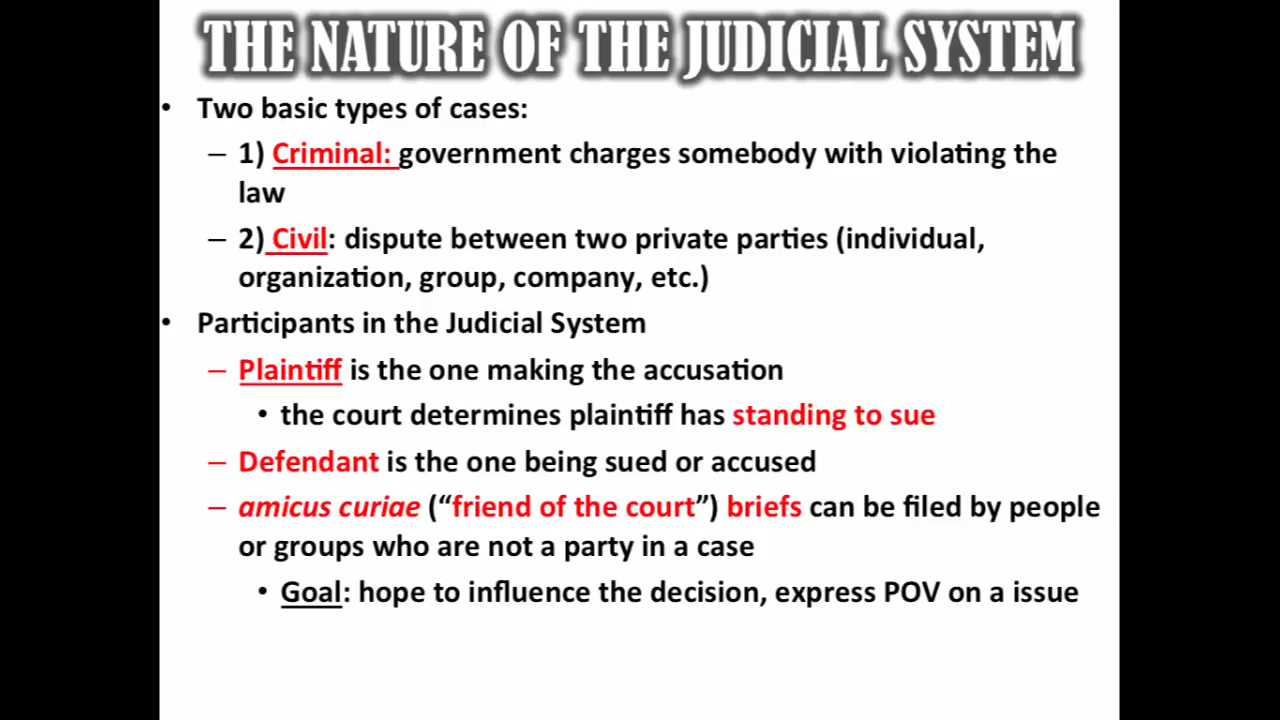 THE NATURE OF THE JUDICIAL SYSTEM
• Two basic types of cases:
– 1) Criminal: government charges somebody with violating the
law
– 2) Civil: dispute between two private parties (individual,
organization, group, company, etc.)
• Participants in the Judicial System
– Plaintiff is the one making the accusation
• the court determines plaintiff has standing to sue
– Defendant is the one being sued or accused
– amicus curiae (“friend of the court”) briefs can be filed by people
or groups who are not a party in a case
• Goal: hope to influence the decision, express POV on a issue